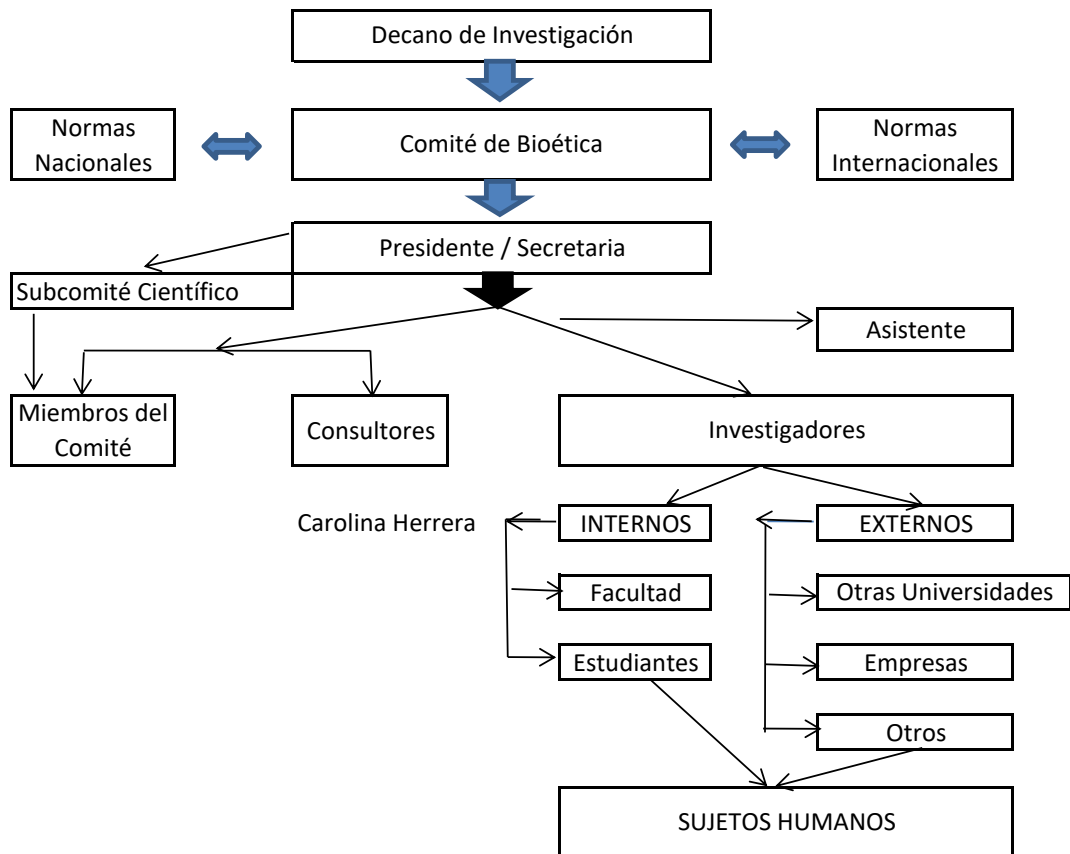 Decano de Investigación
Normas
Nacionales
Comité de Bioética
Normas
Internacionales
Presidente / Secretaria
Subcomité Científico
Asistente
Miembros del
Comité
Consultores
Investigadores
Carolina Herrera
INTERNOS
EXTERNOS
Facultad
Otras Universidades
Estudiantes
Empresas
Otros
SUJETOS HUMANOS